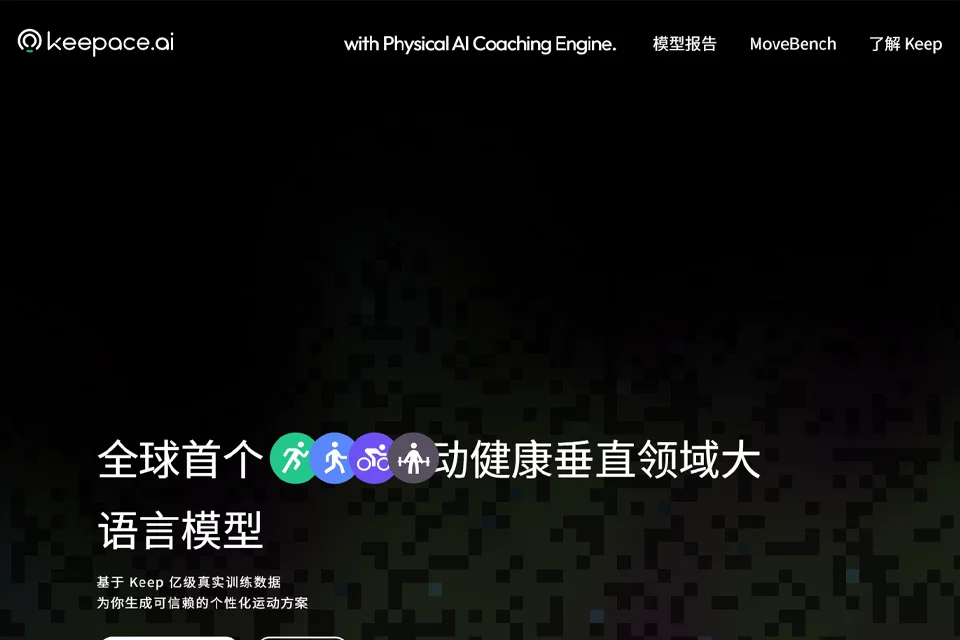 keepace.ai
with Physical AI Coaching Engine.
模型报告
MoveBench
了解 Keep
全球首个动健康垂直领域大
语言模型
基于 Keep 亿级真实训练数据
为你生成可信赖的个性化运动方案